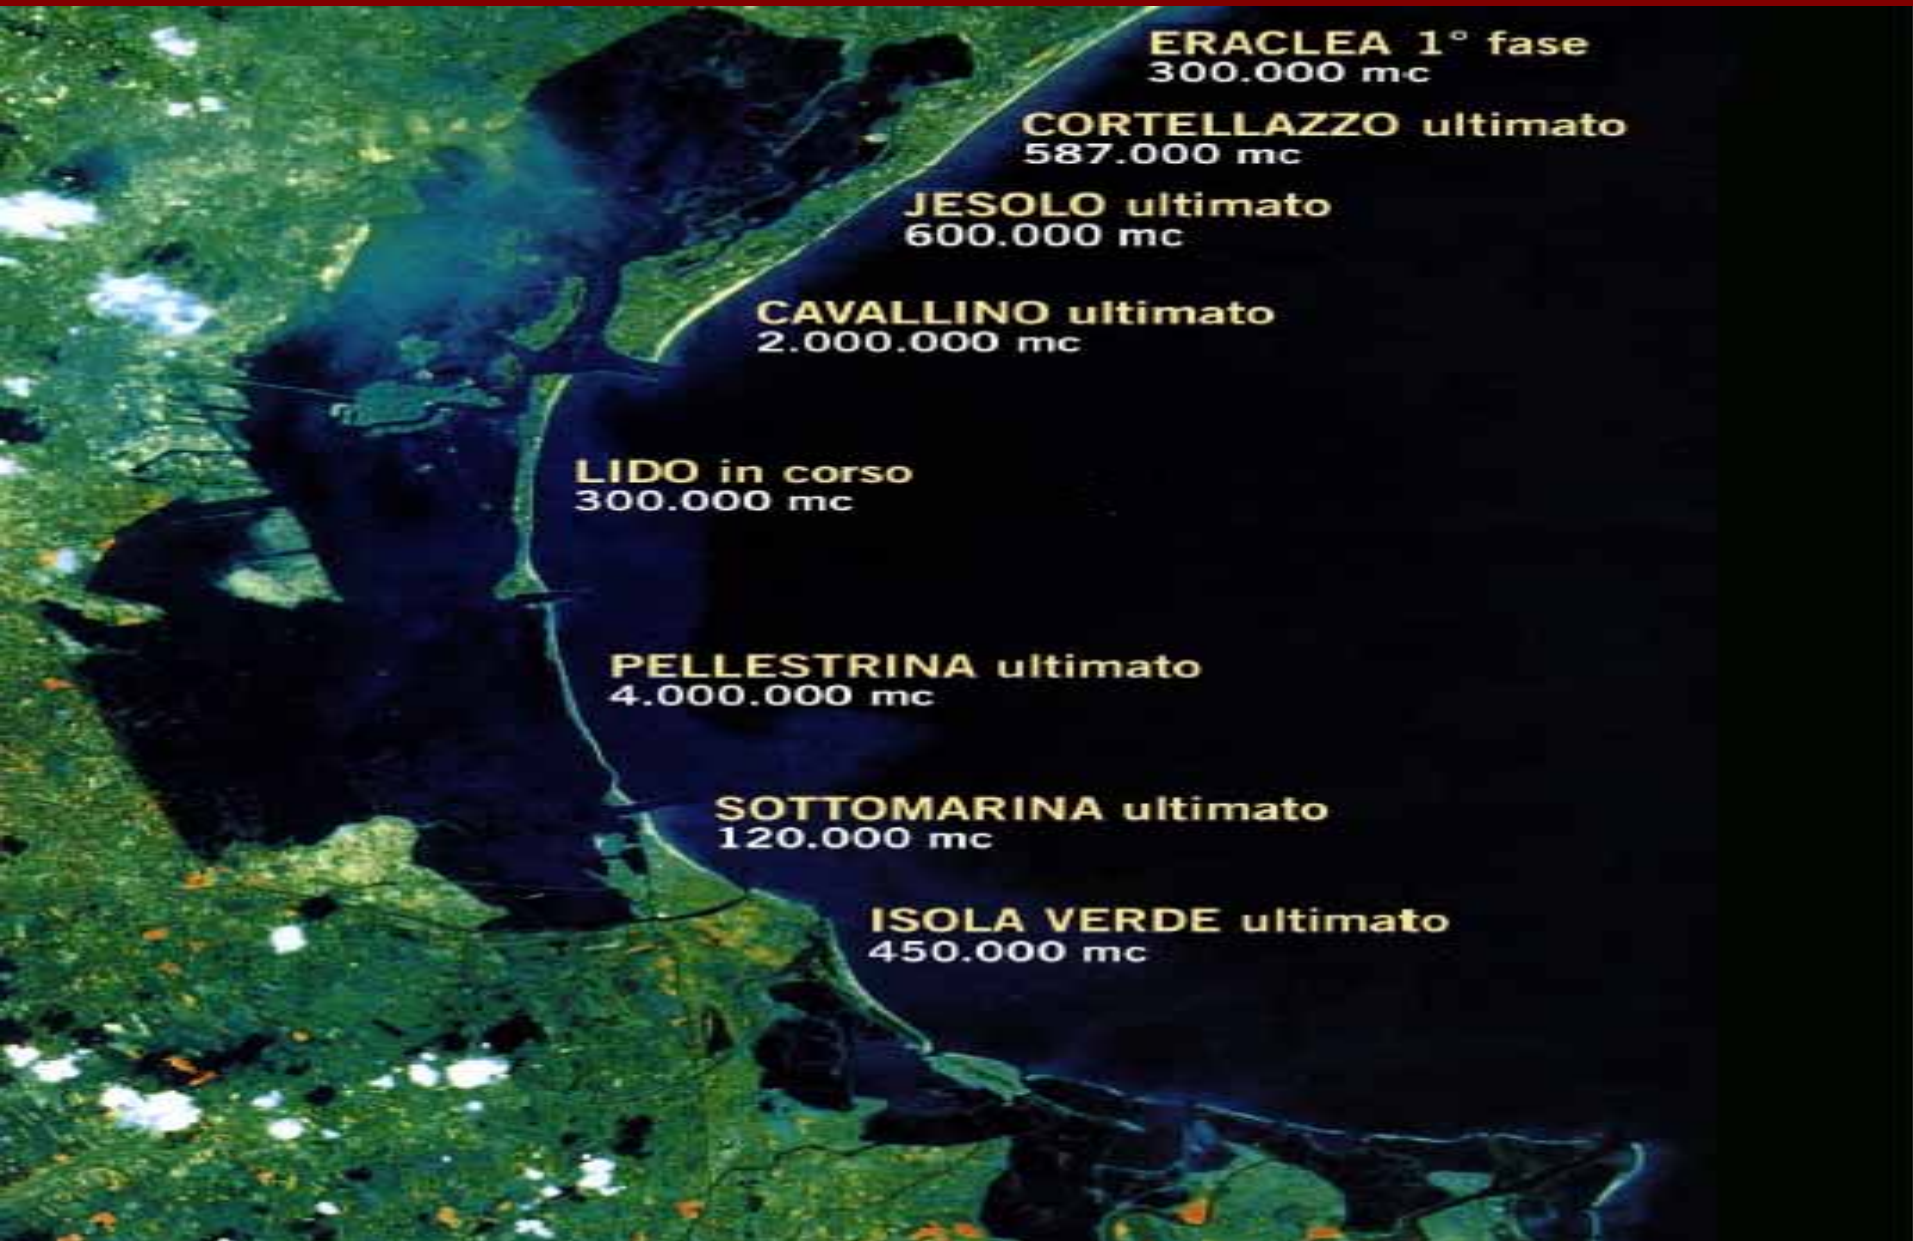 ERACLEA 1° fase
300.000 mc
CORTELLAZZO ultimato
587.000 mc
JESOLO ultimato
600.000 mc
CAVALLINO ultimato
2.000.000 mc
LIDO in corso
300.000 mc
PELLESTRINA ultimato
4.000.000 mc
SOTTOMARINA ultimato
120.000 mc
ISOLA VERDE ultimato
450.000 mc